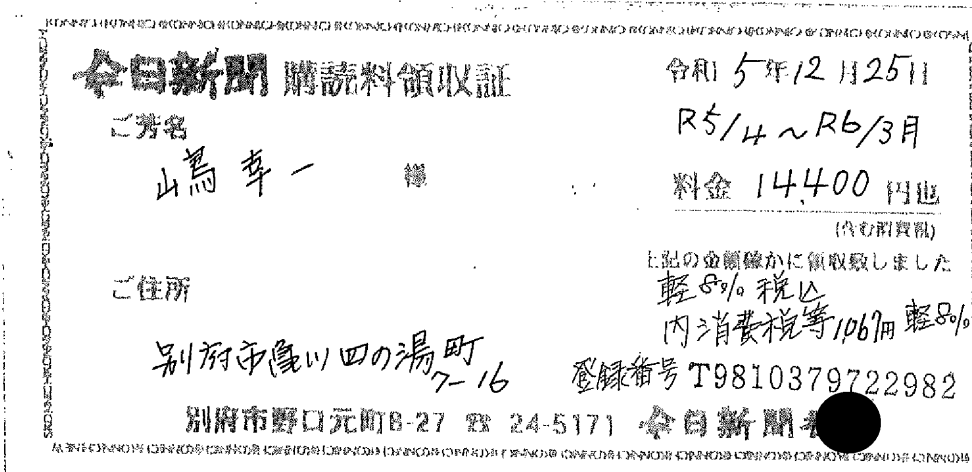 今日新聞 購読料領収証
令和5年12月25日
ご芳名
R5/4～R6/3月
山嶌 幸一 様
料金 14,400 円也
(含む消費税)
上記の金額確かに領収致しました
ご住所
軽8% 税込
内消費税等1,067円 軽8%
別府市亀川四の湯町
7-16
登録番号 T9810379722982
別府市野口元町8-27 ☎ 24-5171 今日新聞